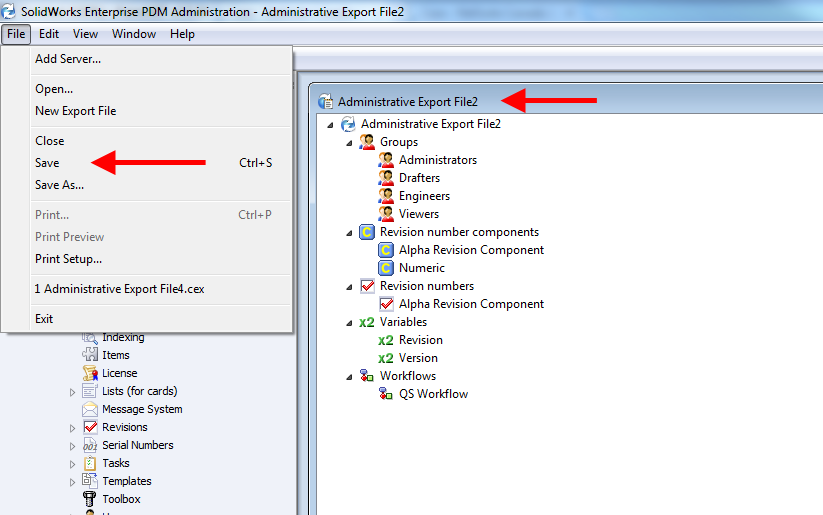 SolidWorks Enterprise PDM Administration - Administrative Export File2
File Edit View Window Help
Add Server...
Open...
New Export File
Close
Save Ctrl+S
Save As...
Print... Ctrl+P
Print Preview
Print Setup...
1 Administrative Export File4.cex
Exit
Indexing
Items
License
Lists (for cards)
Message System
Revisions
Serial Numbers
Tasks
Templates
Toolbox
Administrative Export File2
Administrative Export File2
Groups
Administrators
Drafters
Engineers
Viewers
C Revision number components
C Alpha Revision Component
C Numeric
Revision numbers
Alpha Revision Component
x2 Variables
x2 Revision
x2 Version
Workflows
QS Workflow